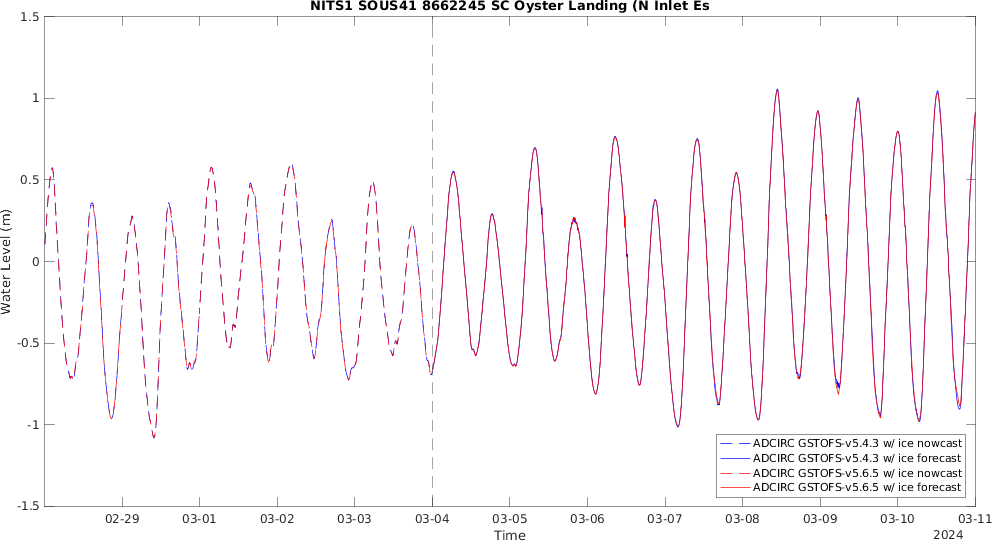 NITS1 SOUS41 8662245 SC Oyster Landing (N Inlet Es
1.5
1
0.5
0
-0.5
-1
-1.5
Water Level (m)
02-29
03-01
03-02
03-03
03-04
03-05
03-06
03-07
03-08
03-09
03-10
03-11
Time
2024
ADCIRC GSTOFS-v5.4.3 w/ ice nowcast
ADCIRC GSTOFS-v5.4.3 w/ ice forecast
ADCIRC GSTOFS-v5.6.5 w/ ice nowcast
ADCIRC GSTOFS-v5.6.5 w/ ice forecast